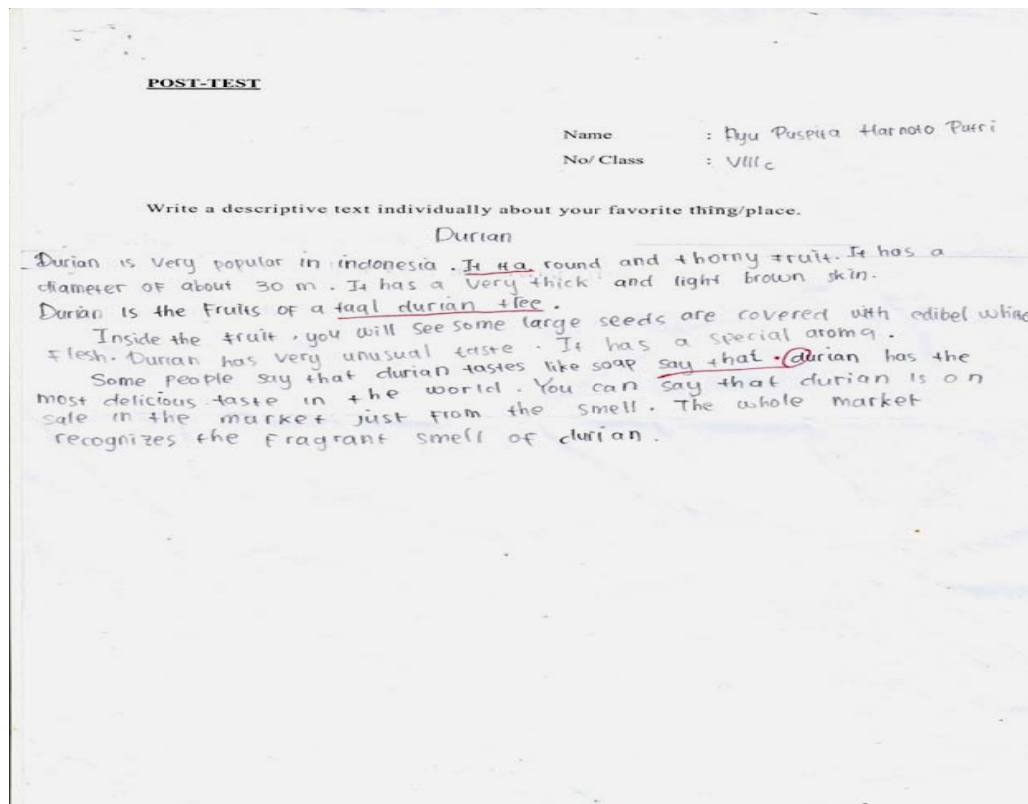 POST-TEST
Name : Ayu Puspita Harnoto Putri
No/ Class : VIII c
Write a descriptive text individually about your favorite thing/place.
Durian
Durian is very popular in indonesia . It Ha round and thorny fruit. It has a
diameter of about 30 m . It has a very thick and light brown skin.
Durian Is the Fruits of a taal durian tree .
Inside the fruit , you will see some large seeds are covered with edibel white
Flesh. Durian has very unusual taste . It has a special aroma .
Some people say that durian tastes like soap say that . durian has the
most delicious taste in the world . You can say that durian is on
sale in the market just from the smell . The whole market
recognizes the fragrant smell of durian .